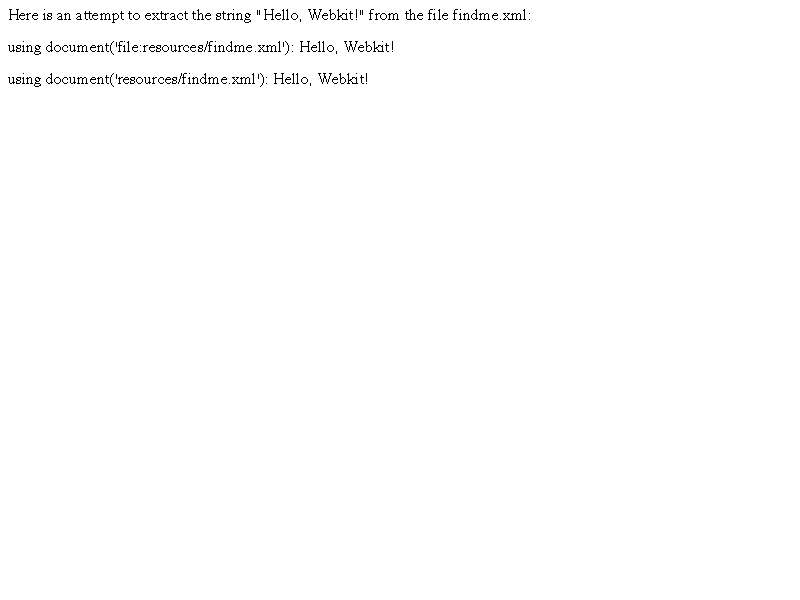 Here is an attempt to extract the string "Hello, Webkit!" from the file findme.xml:
using document('file:resources/findme.xml'): Hello, Webkit!
using document('resources/findme.xml'): Hello, Webkit!